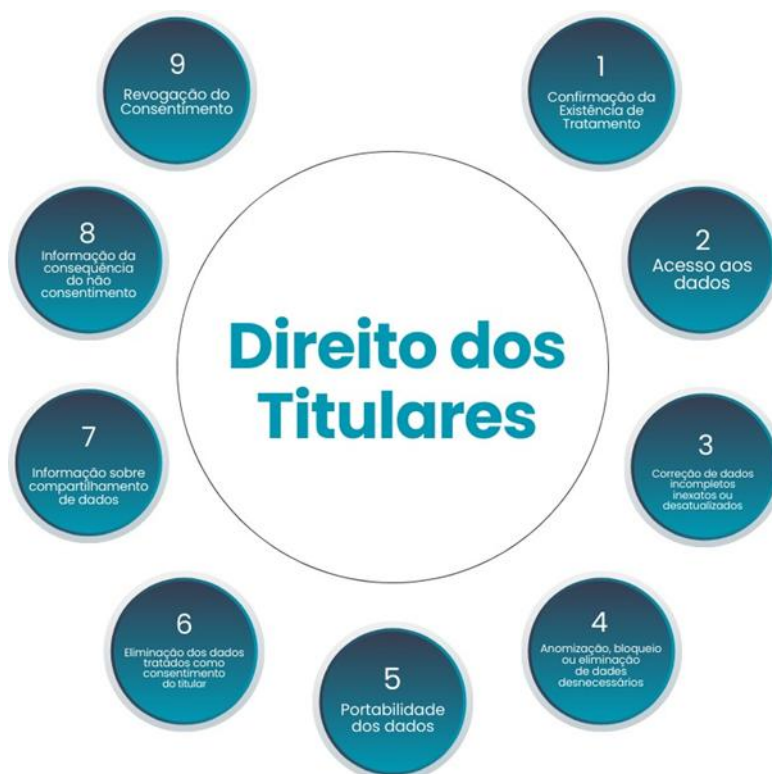 Direito dos
Titulares
1
Confirmação da
Existência de
Tratamento
2
Acesso aos
dados
3
Correção de dados
incompletos
inexatos ou
desatualizados
4
Anomização, bloqueio
ou eliminação
de dades
desnecessários
5
Portabilidade
dos dados
6
Eliminação dos dados
tratados como
consentimento
do titular
7
Informação sobre
compartilhamento
de dados
8
Informação da
consequência
do não
consentimento
9
Revogação do
Consentimento